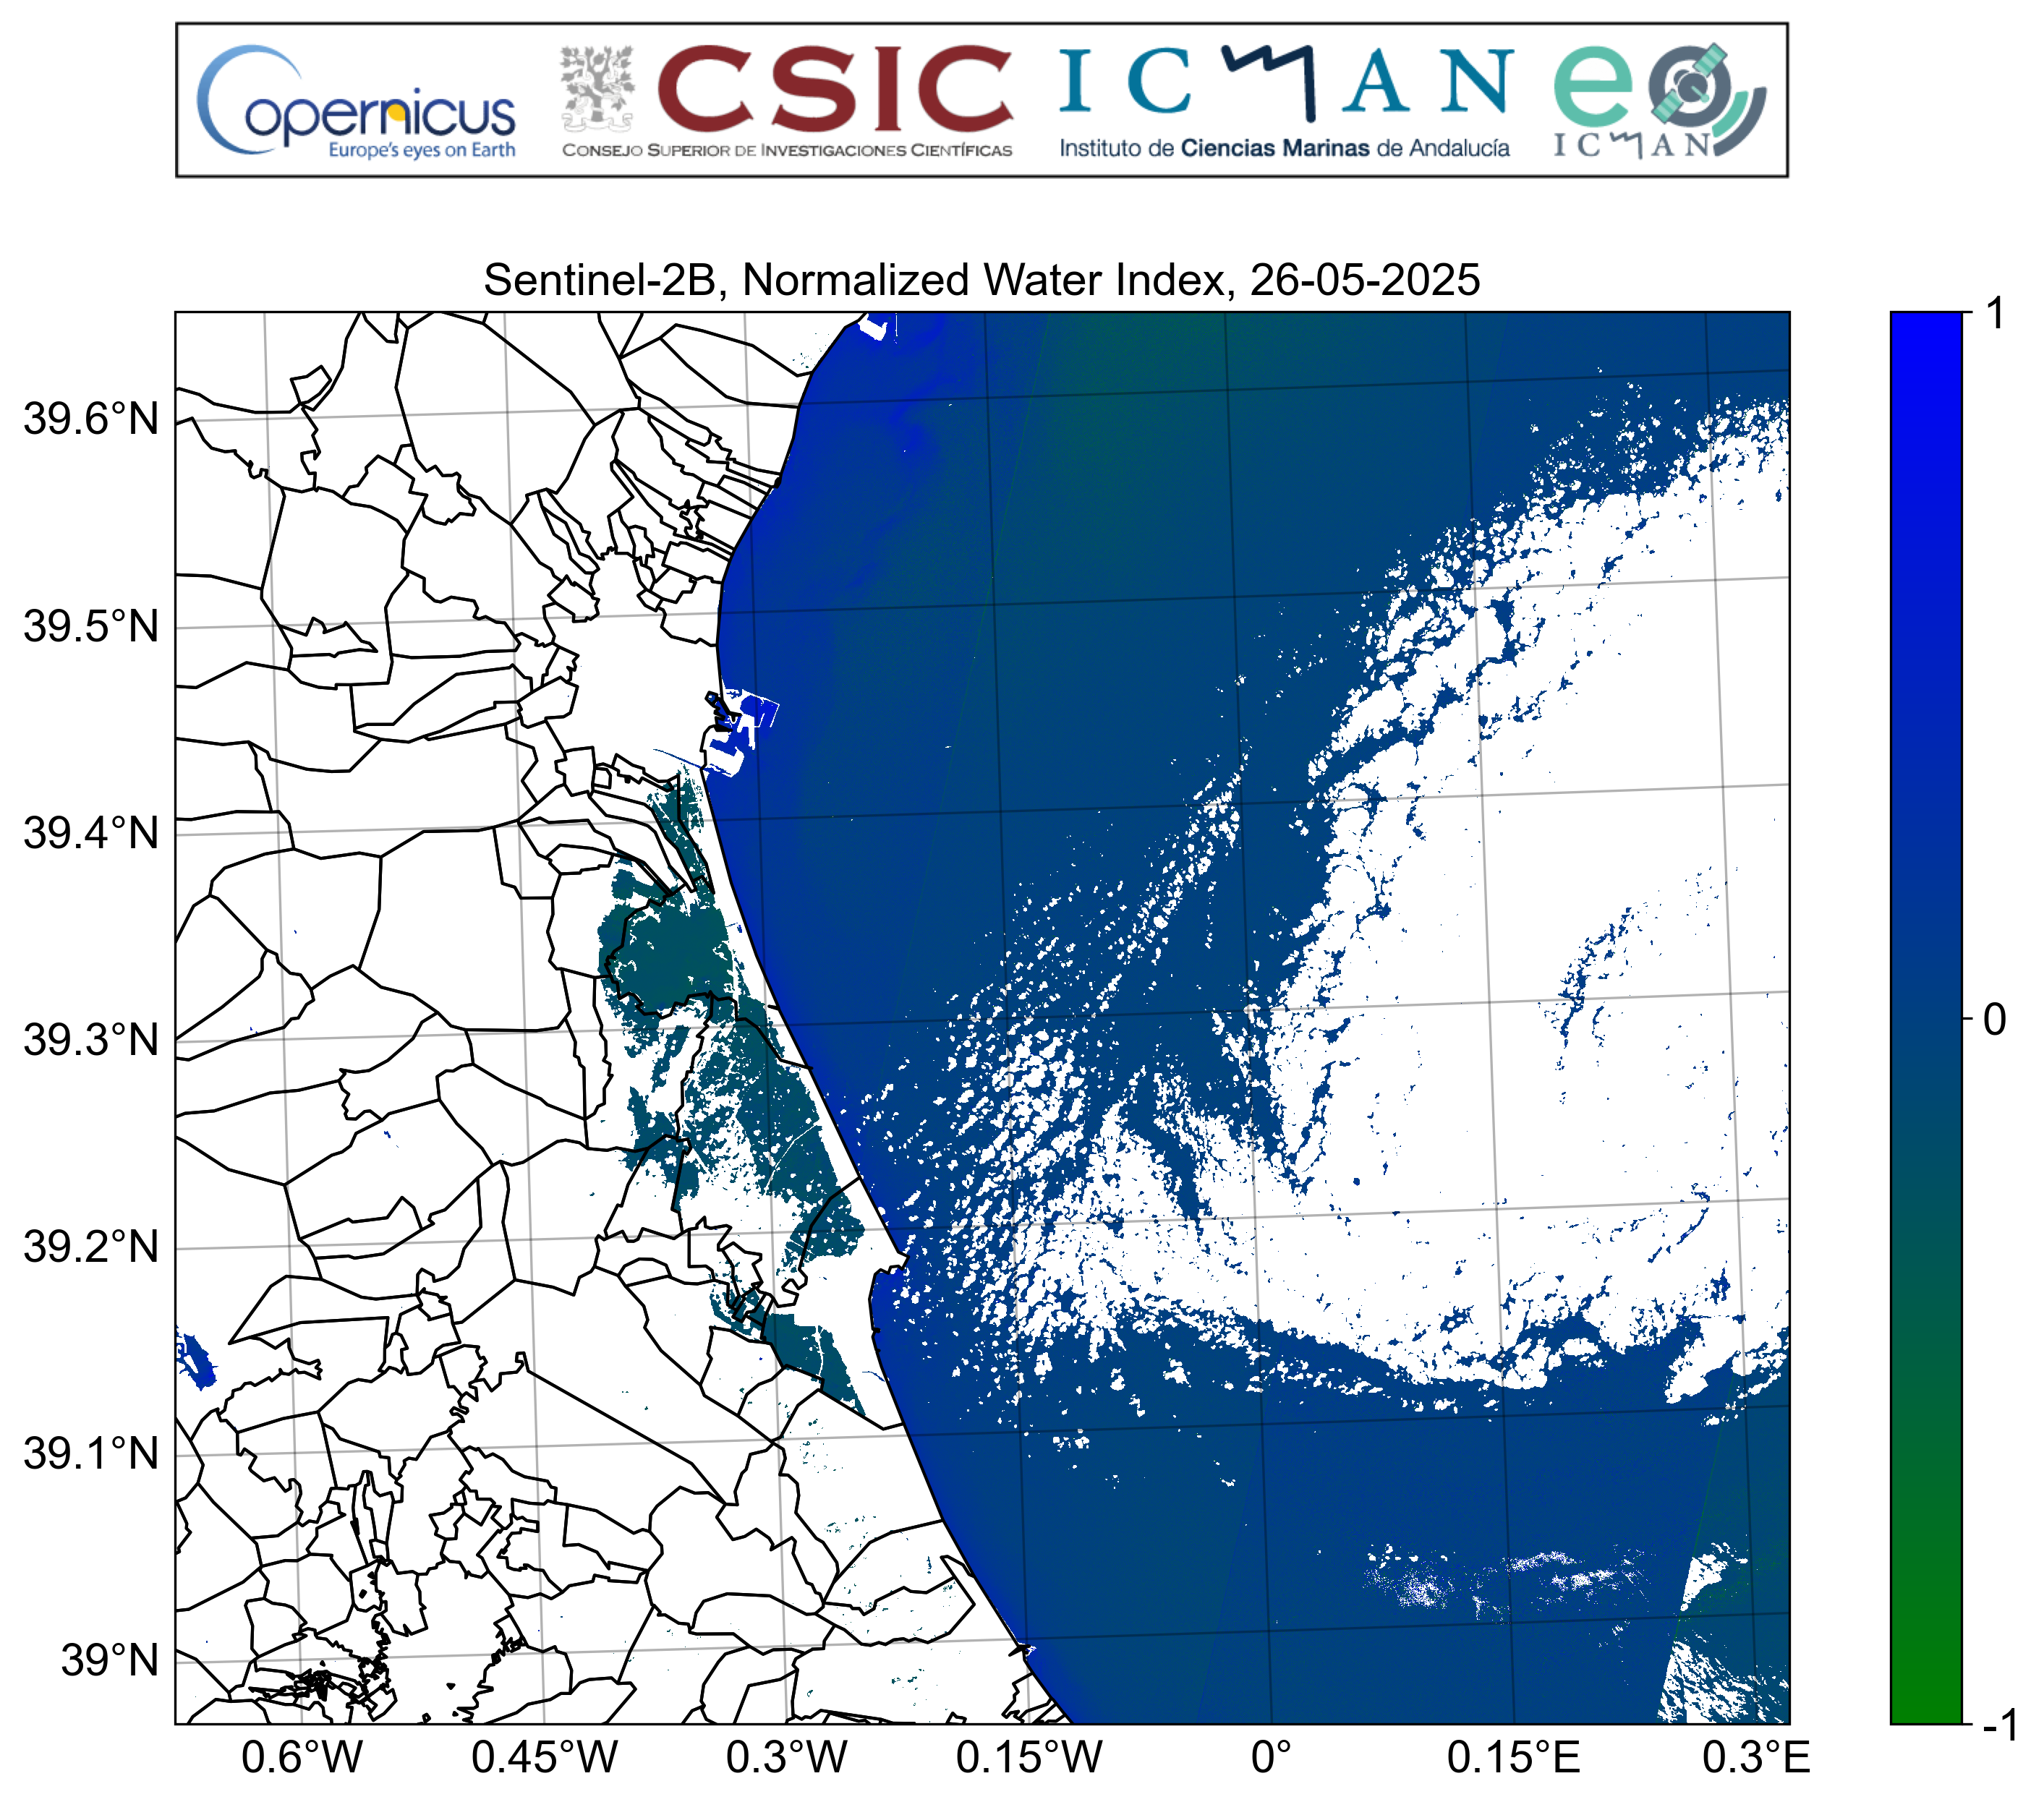 Copernicus
Europe's eyes on Earth
CSIC
CONSEJO SUPERIOR DE INVESTIGACIONES CIENTÍFICAS
ICMAN
Instituto de Ciencias Marinas de Andalucía
eo
ICMAN
Sentinel-2B, Normalized Water Index, 26-05-2025
1
39.6°N
39.5°N
39.4°N
39.3°N
0
39.2°N
39.1°N
39°N
-1
0.6°W 0.45°W 0.3°W 0.15°W 0° 0.15°E 0.3°E